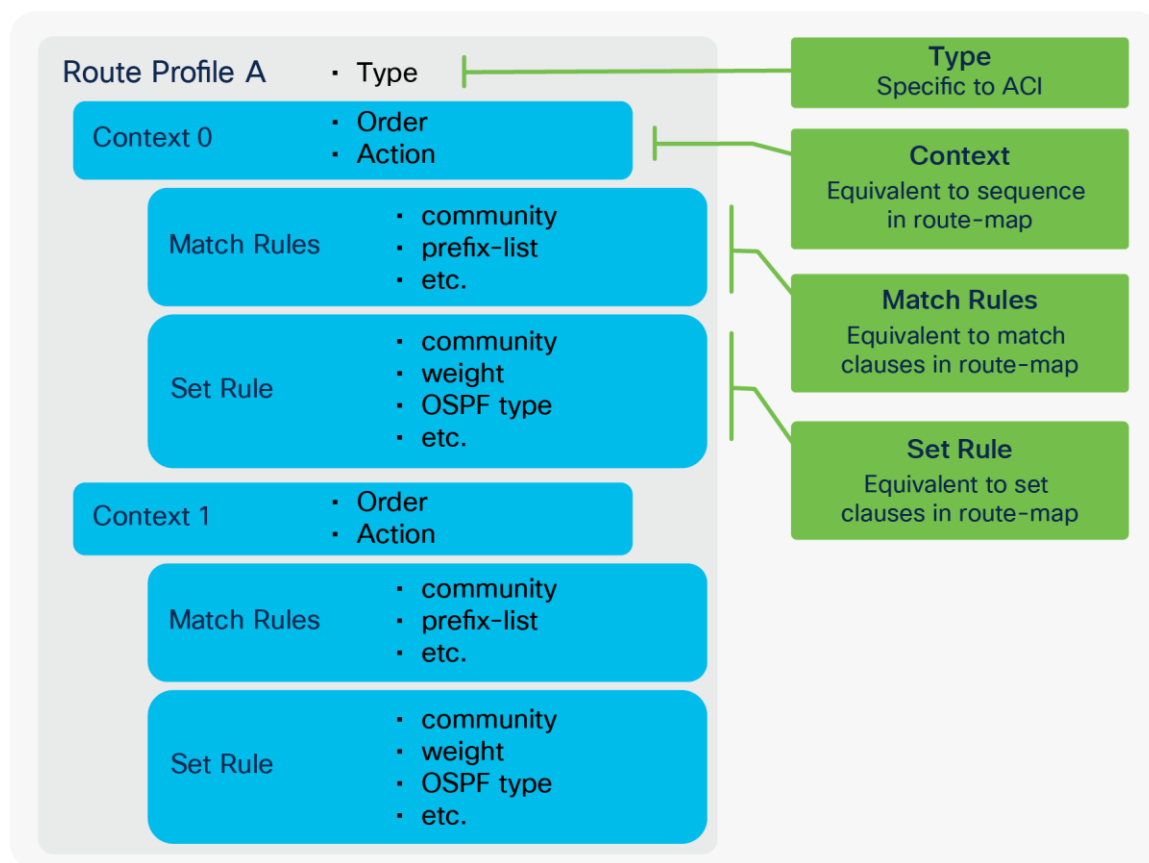 Route Profile A
· Type
Context 0
· Order
· Action
Match Rules
· community
· prefix-list
· etc.
Set Rule
· community
· weight
· OSPF type
· etc.
Context 1
· Order
· Action
Match Rules
· community
· prefix-list
· etc.
Set Rule
· community
· weight
· OSPF type
· etc.
Type
Specific to ACI
Context
Equivalent to sequence
in route-map
Match Rules
Equivalent to match
clauses in route-map
Set Rule
Equivalent to set
clauses in route-map